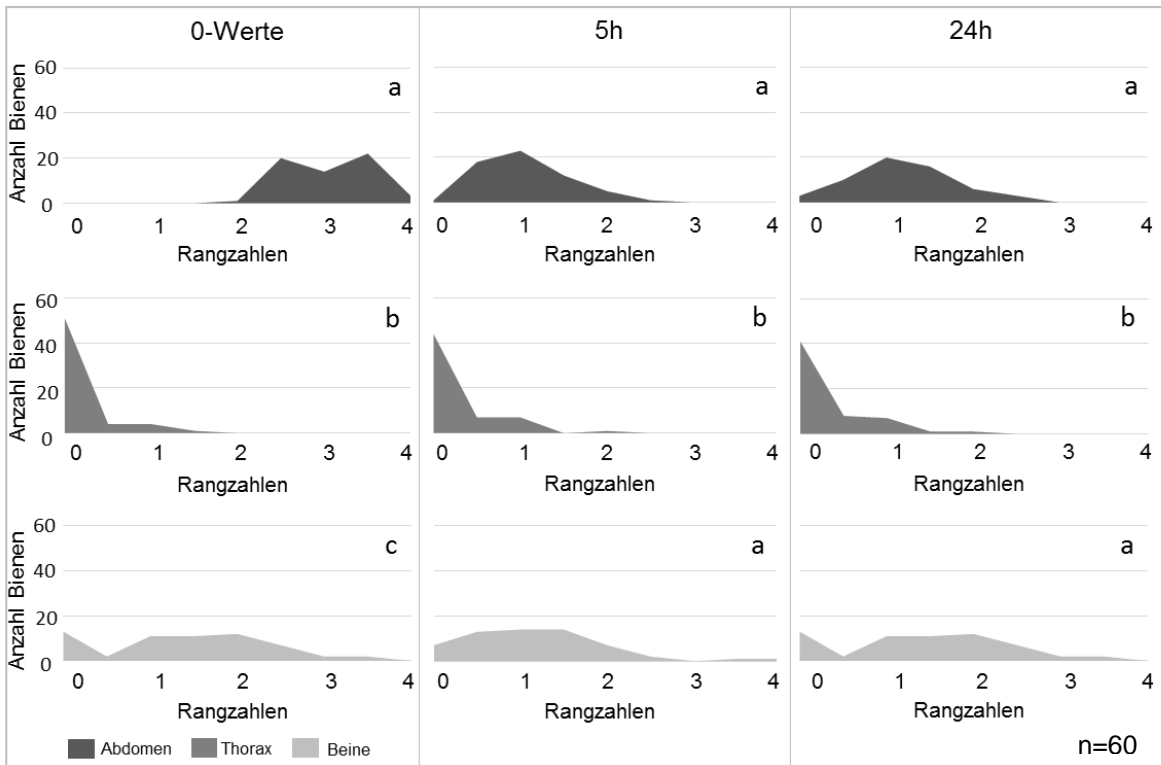 0-Werte 5h 24h
Anzahl Bienen
60
40
20
0
a a a
0 1 2 3 4 0 1 2 3 4 0 1 2 3 4
Rangzahlen Rangzahlen Rangzahlen
Anzahl Bienen
60
40
20
0
b b b
0 1 2 3 4 0 1 2 3 4 0 1 2 3 4
Rangzahlen Rangzahlen Rangzahlen
Anzahl Bienen
60
40
20
0
c a a
0 1 2 3 4 0 1 2 3 4 0 1 2 3 4
Rangzahlen Rangzahlen Rangzahlen
Abdomen Thorax Beine n=60